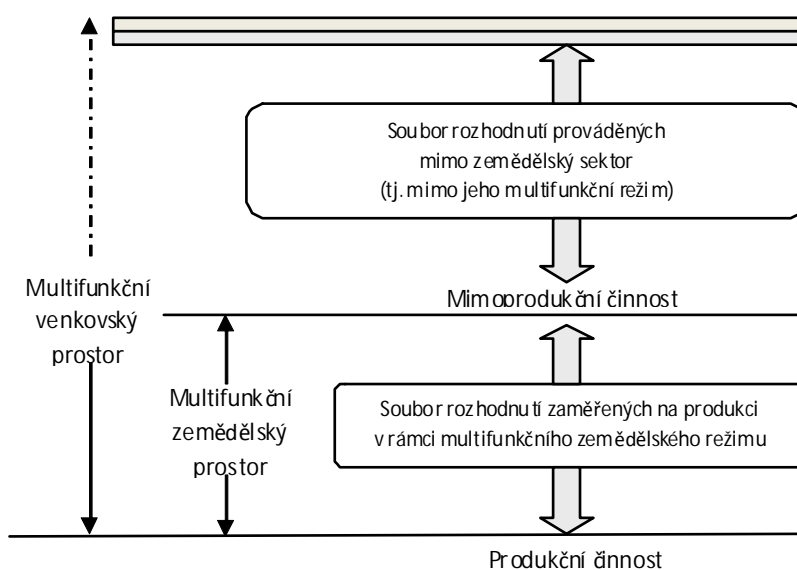 Soubor rozhodnutí prováděných
mimo zemědělský sektor
(tj. mimo jeho multifunkční režim)
Mimoprodukční činnost
Multifunkční
venkovský
prostor
Multifunkční
zemědělský
prostor
Soubor rozhodnutí zaměřených na produkci
v rámci multifunkčního zemědělského režimu
Produkční činnost